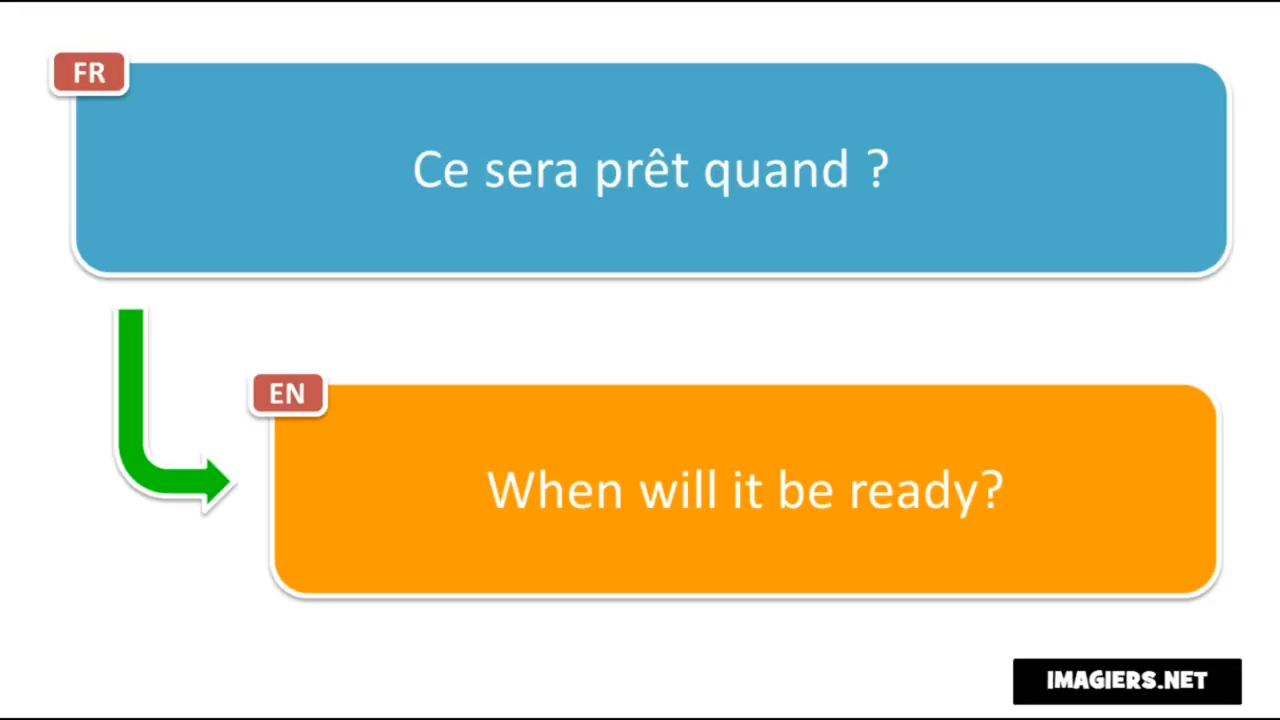 FR
Ce sera prêt quand ?
EN
When will it be ready?
IMAGIERS.NET